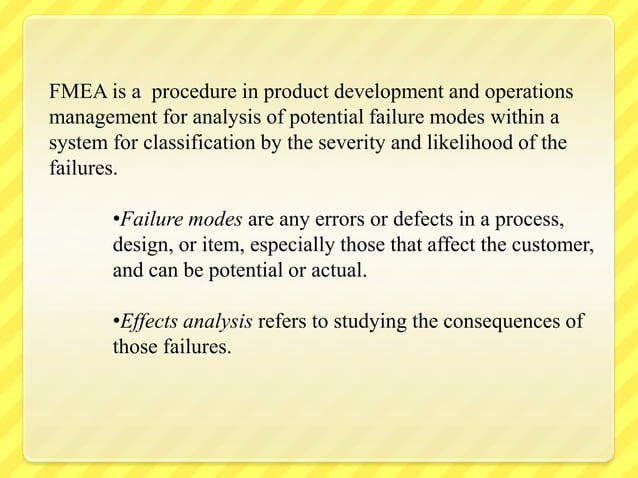 FMEA is a  procedure in product development and operations
management for analysis of potential failure modes within a
system for classification by the severity and likelihood of the
failures.
•Failure modes are any errors or defects in a process,
design, or item, especially those that affect the customer,
and can be potential or actual.
•Effects analysis refers to studying the consequences of
those failures.